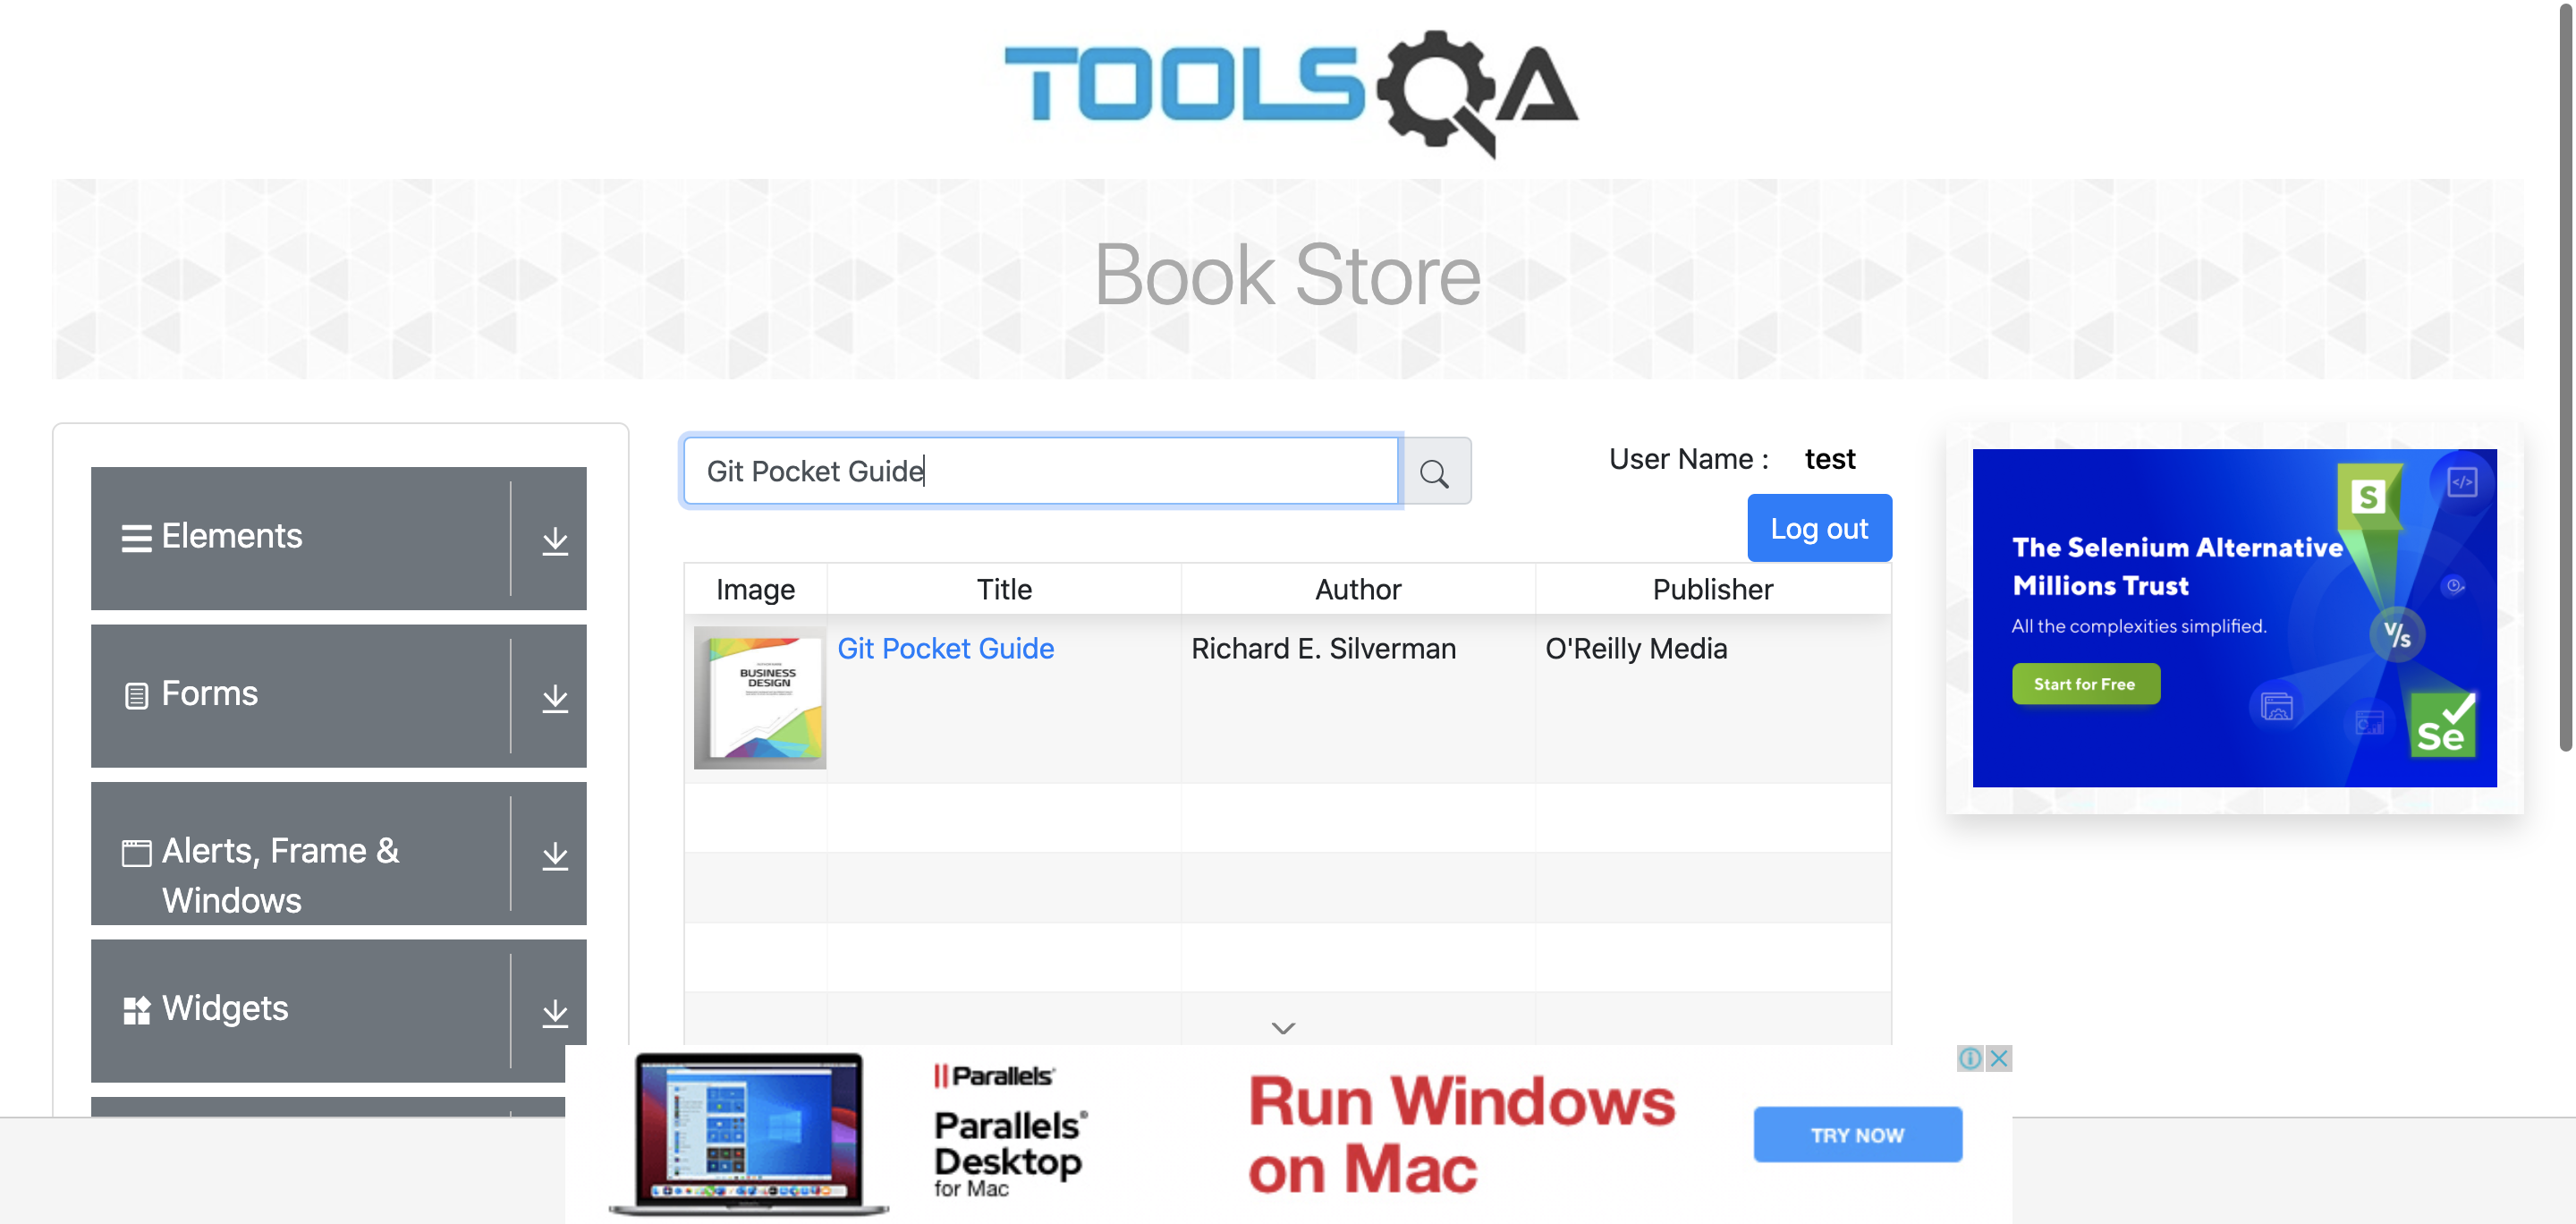 TOOLSQA
Book Store
Elements
Forms
Alerts, Frame &
Windows
Widgets
Git Pocket Guide
User Name : test
Log out
Image Title Author Publisher
BUSINESS
DESIGN
Git Pocket Guide Richard E. Silverman O'Reilly Media
The Selenium Alternative
Millions Trust
All the complexities simplified.
Start for Free
S
</>
V/s
Se
Parallels®
Parallels®
Desktop
for Mac
Run Windows
on Mac
TRY NOW